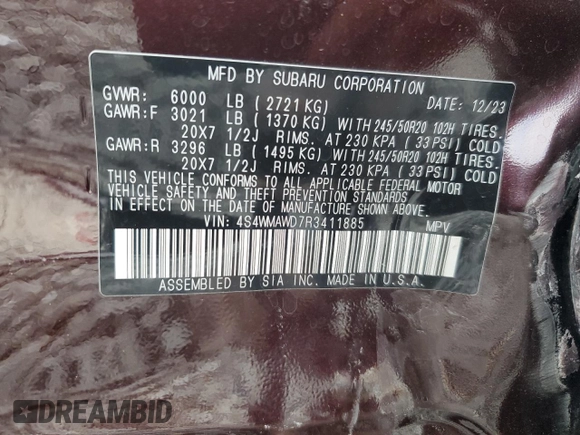 MFD BY SUBARU CORPORATION
GVWR: 6000 LB ( 2721 KG) DATE: 12/23
GAWR:F 3021 LB ( 1370 KG) WITH 245/50R20 102H TIRES.
20X7 1/2J RIMS. AT 230 KPA ( 33 PSI) COLD
GAWR:R 3296 LB ( 1495 KG) WITH 245/50R20 102H TIRES.
20X7 1/2J RIMS. AT 230 KPA ( 33 PSI) COLD
THIS VEHICLE CONFORMS TO ALL APPLICABLE FEDERAL MOTOR
VEHICLE SAFETY AND THEFT PREVENTION STANDARDS
IN EFFECT ON THE DATE OF MANUFACTURE SHOWN ABOVE.
VIN: 4S4WMAWD7R3411885 MPV
ASSEMBLED BY SIA INC. MADE IN U.S.A.
DREAMBID